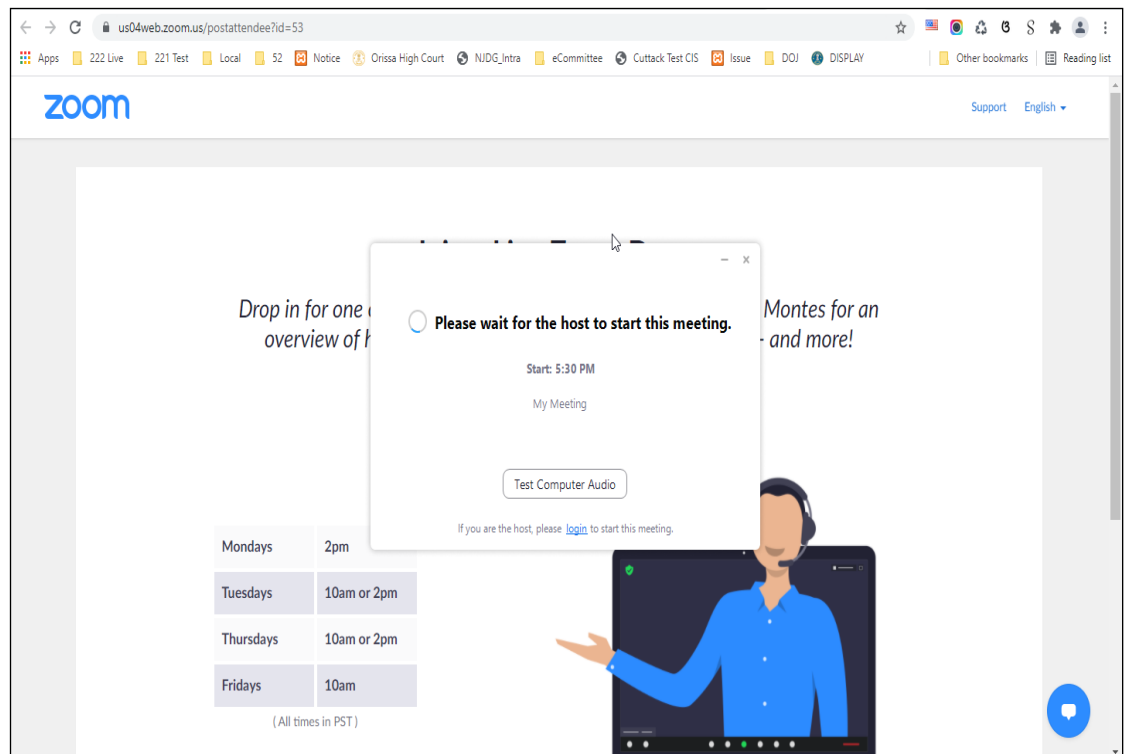 us04web.zoom.us/postattendee?id=53
Apps 222 Live 221 Test Local 52 Notice Orissa High Court NJDG_Intra eCommittee Cuttack Test CIS Issue DOJ DISPLAY Other bookmarks Reading list
zoom Support English
Drop in for one Montes for an
overview of - and more!
Please wait for the host to start this meeting.
Start: 5:30 PM
My Meeting
Test Computer Audio
If you are the host, please login to start this meeting.
Mondays 2pm
Tuesdays 10am or 2pm
Thursdays 10am or 2pm
Fridays 10am
( All times in PST )